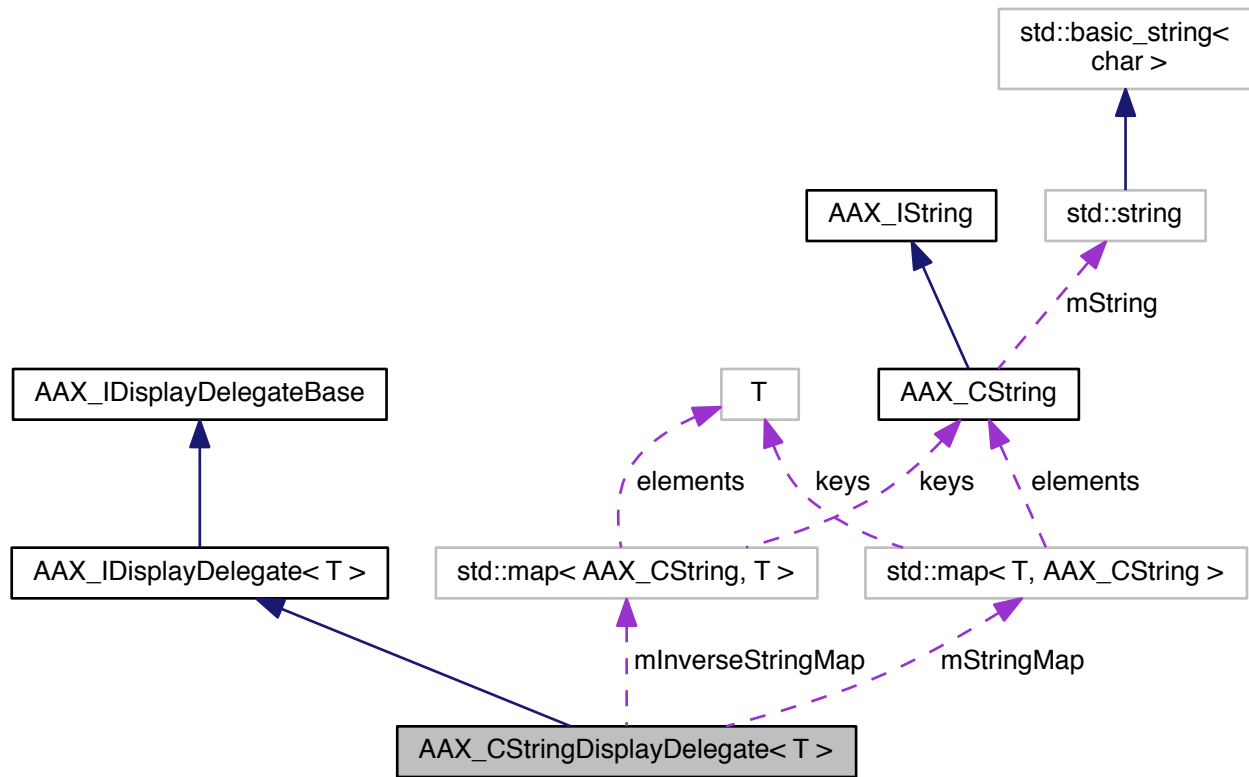 std::basic_string<
char >
AAX_IString
std::string
mString
AAX_IDisplayDelegateBase
T
AAX_CString
elements
keys
keys
elements
AAX_IDisplayDelegate< T >
std::map< AAX_CString, T >
std::map< T, AAX_CString >
mInverseStringMap
mStringMap
AAX_CStringDisplayDelegate< T >